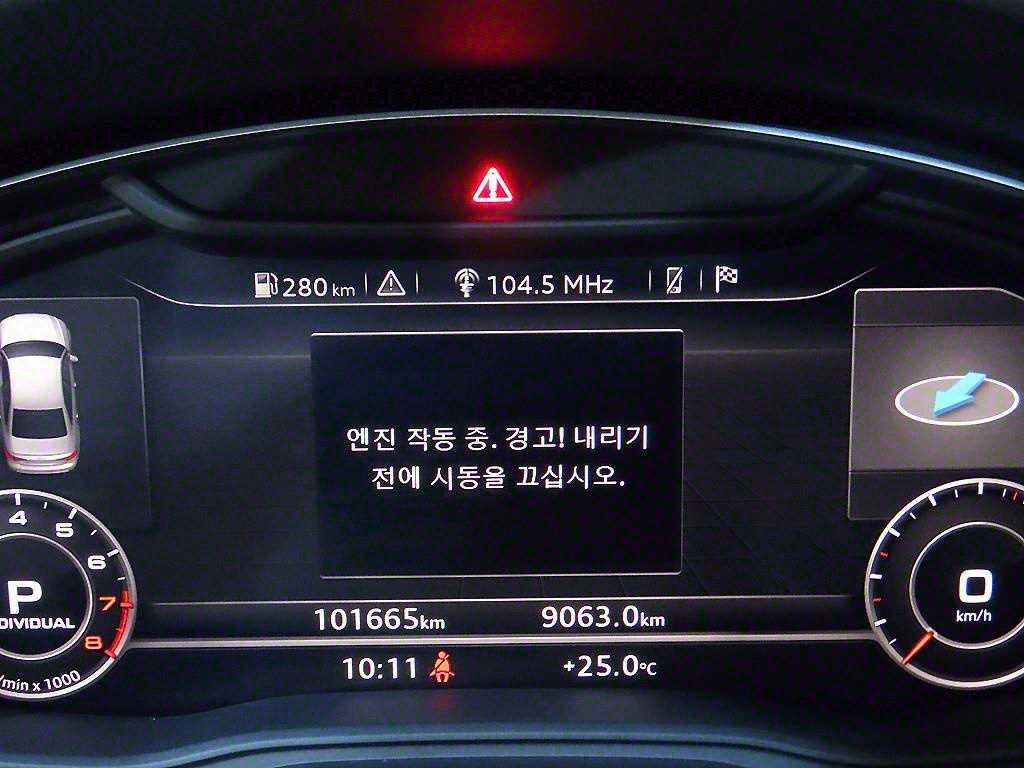 280 km
104.5 MHz
엔진 작동 중. 경고! 내리기
전에 시동을 끄십시오.
4
5
6
7
8
P
DIVIDUAL
/min x 1000
0
km/h
101665km
9063.0km
10:11
+25.0°C